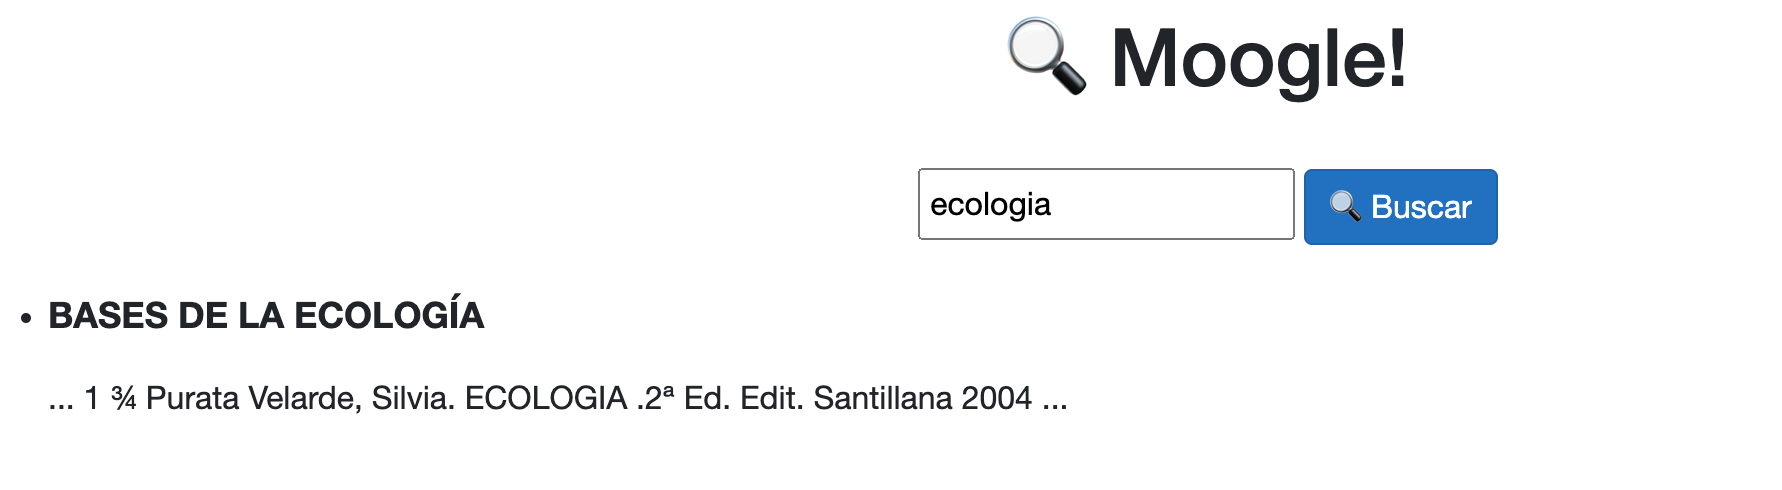 Moogle!
ecologia
Buscar
BASES DE LA ECOLOGÍA
... 1 ¾ Purata Velarde, Silvia. ECOLOGIA .2ª Ed. Edit. Santillana 2004 ...